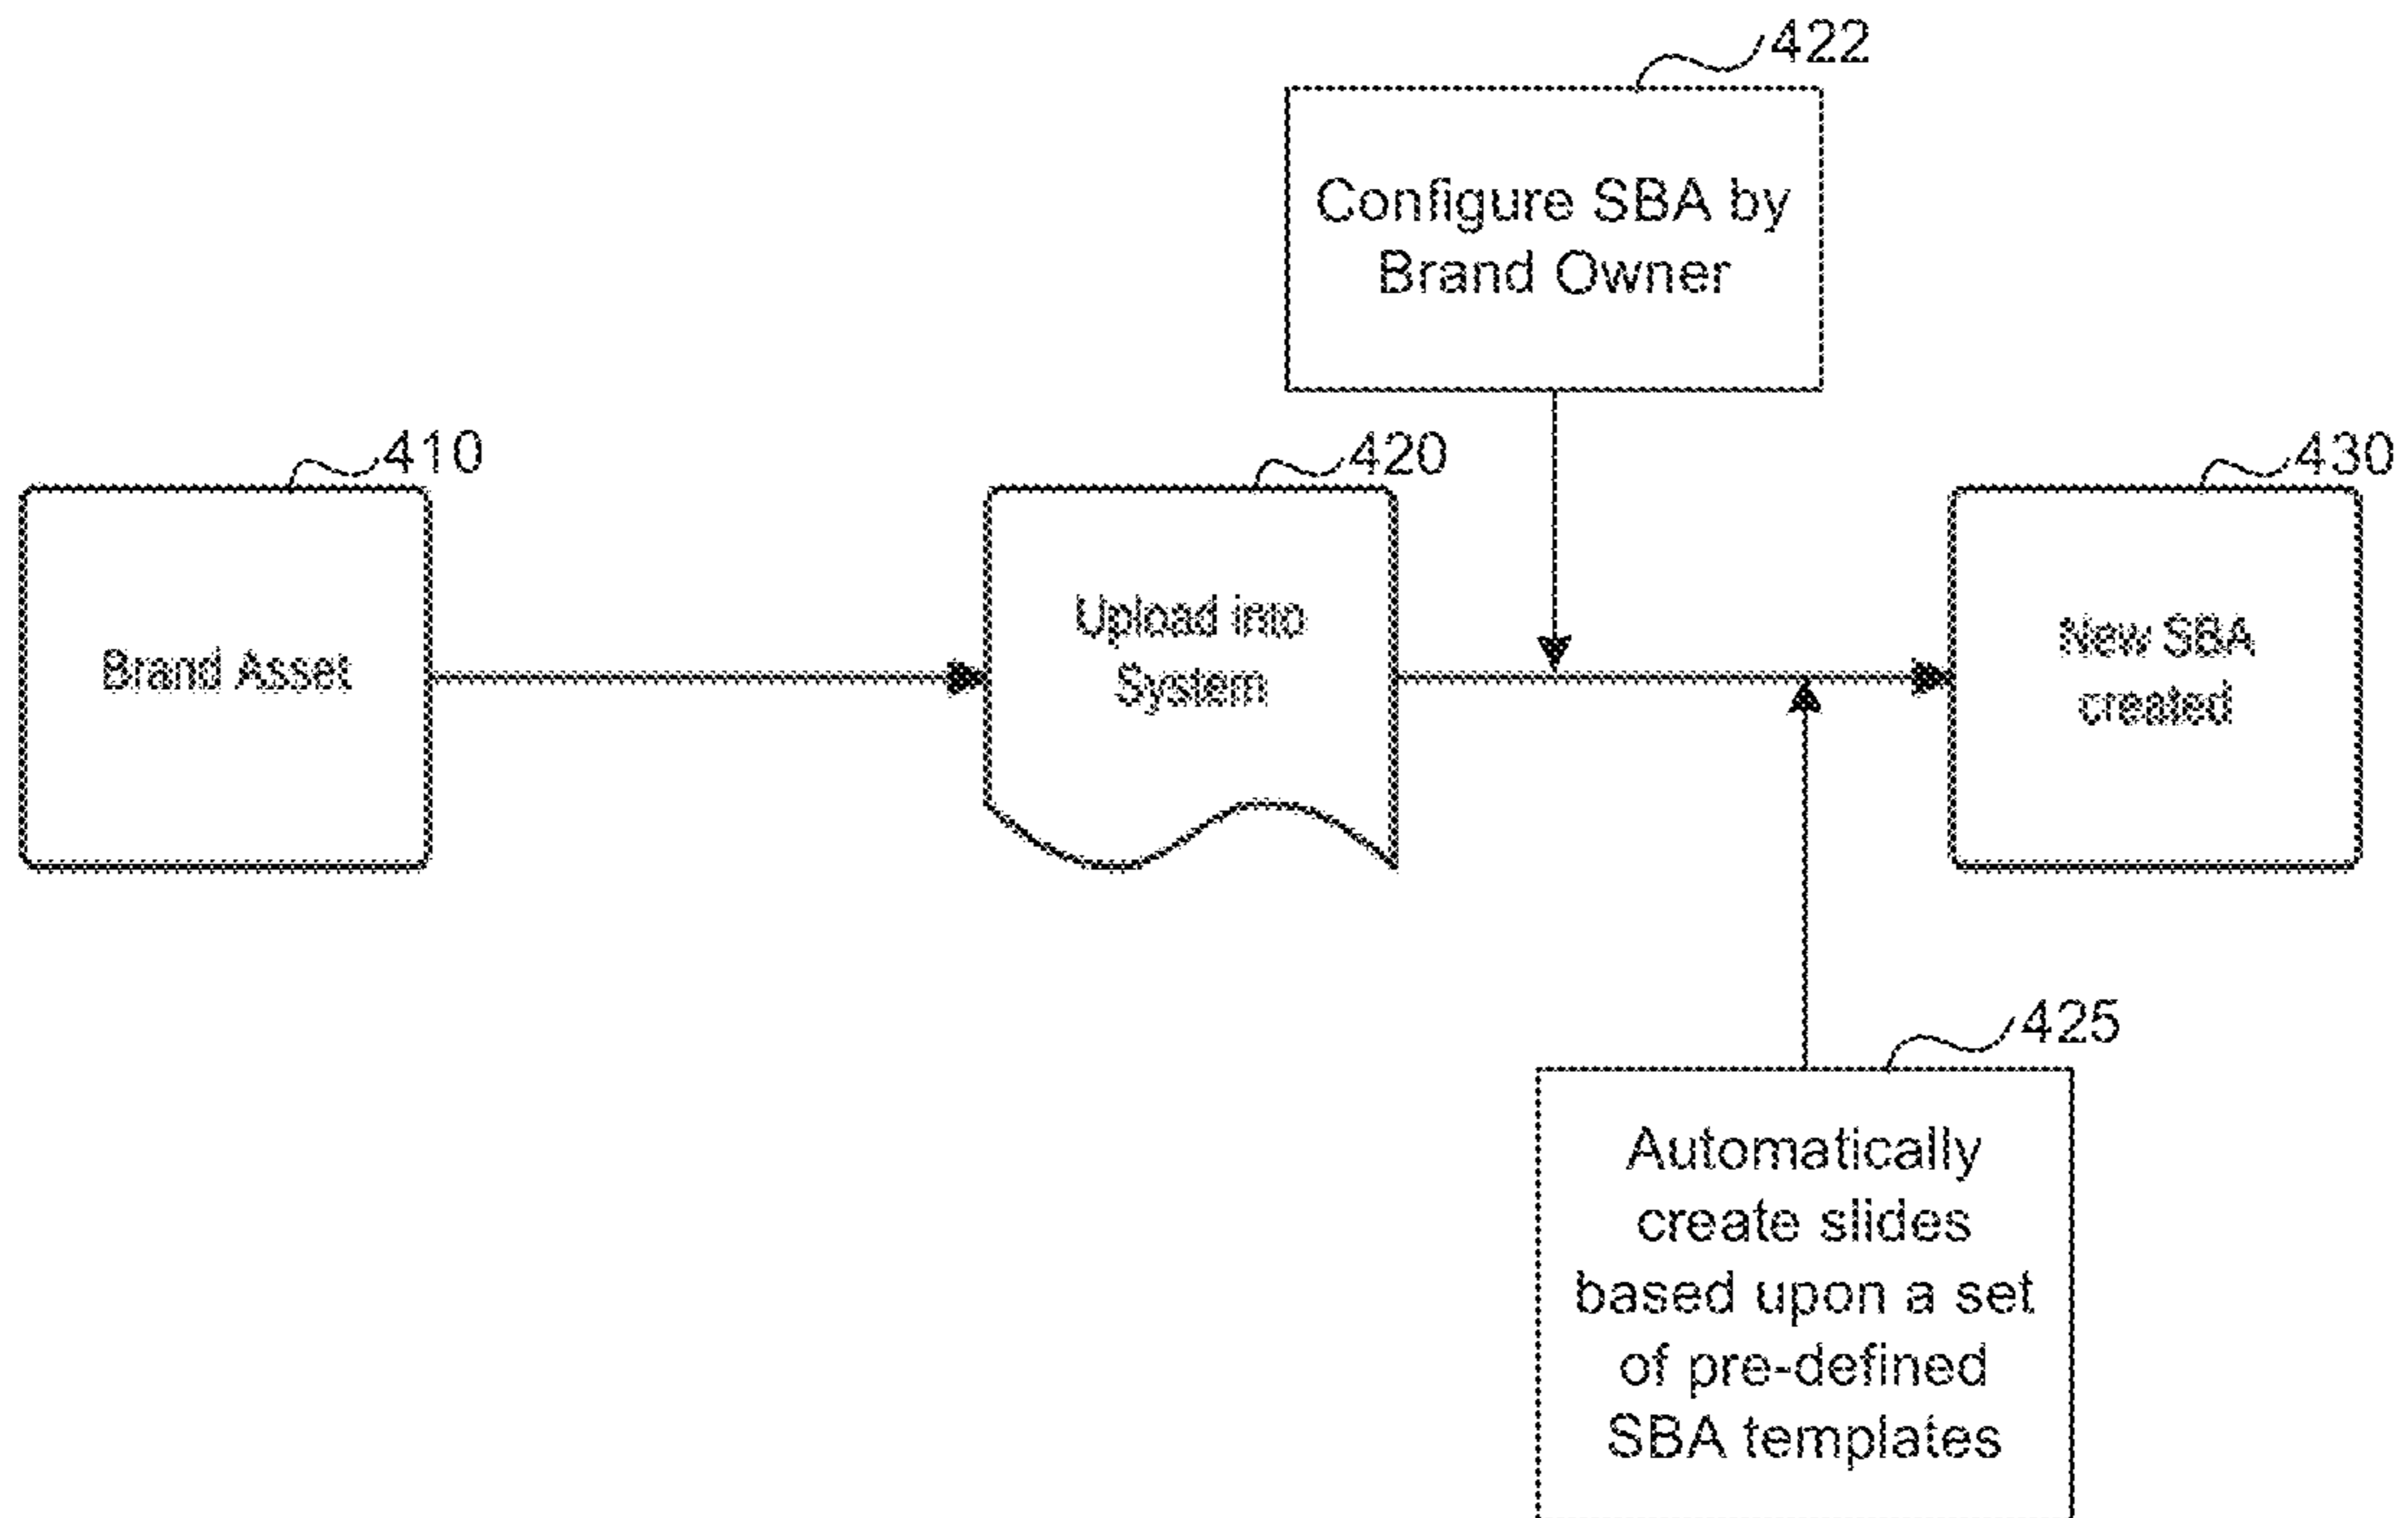 422
Configure SBA by
Brand Owner
410
Brand Asset
420
Upload into
System
430
New SBA
created
425
Automatically
create slides
based upon a set
of pre-defined
SBA templates